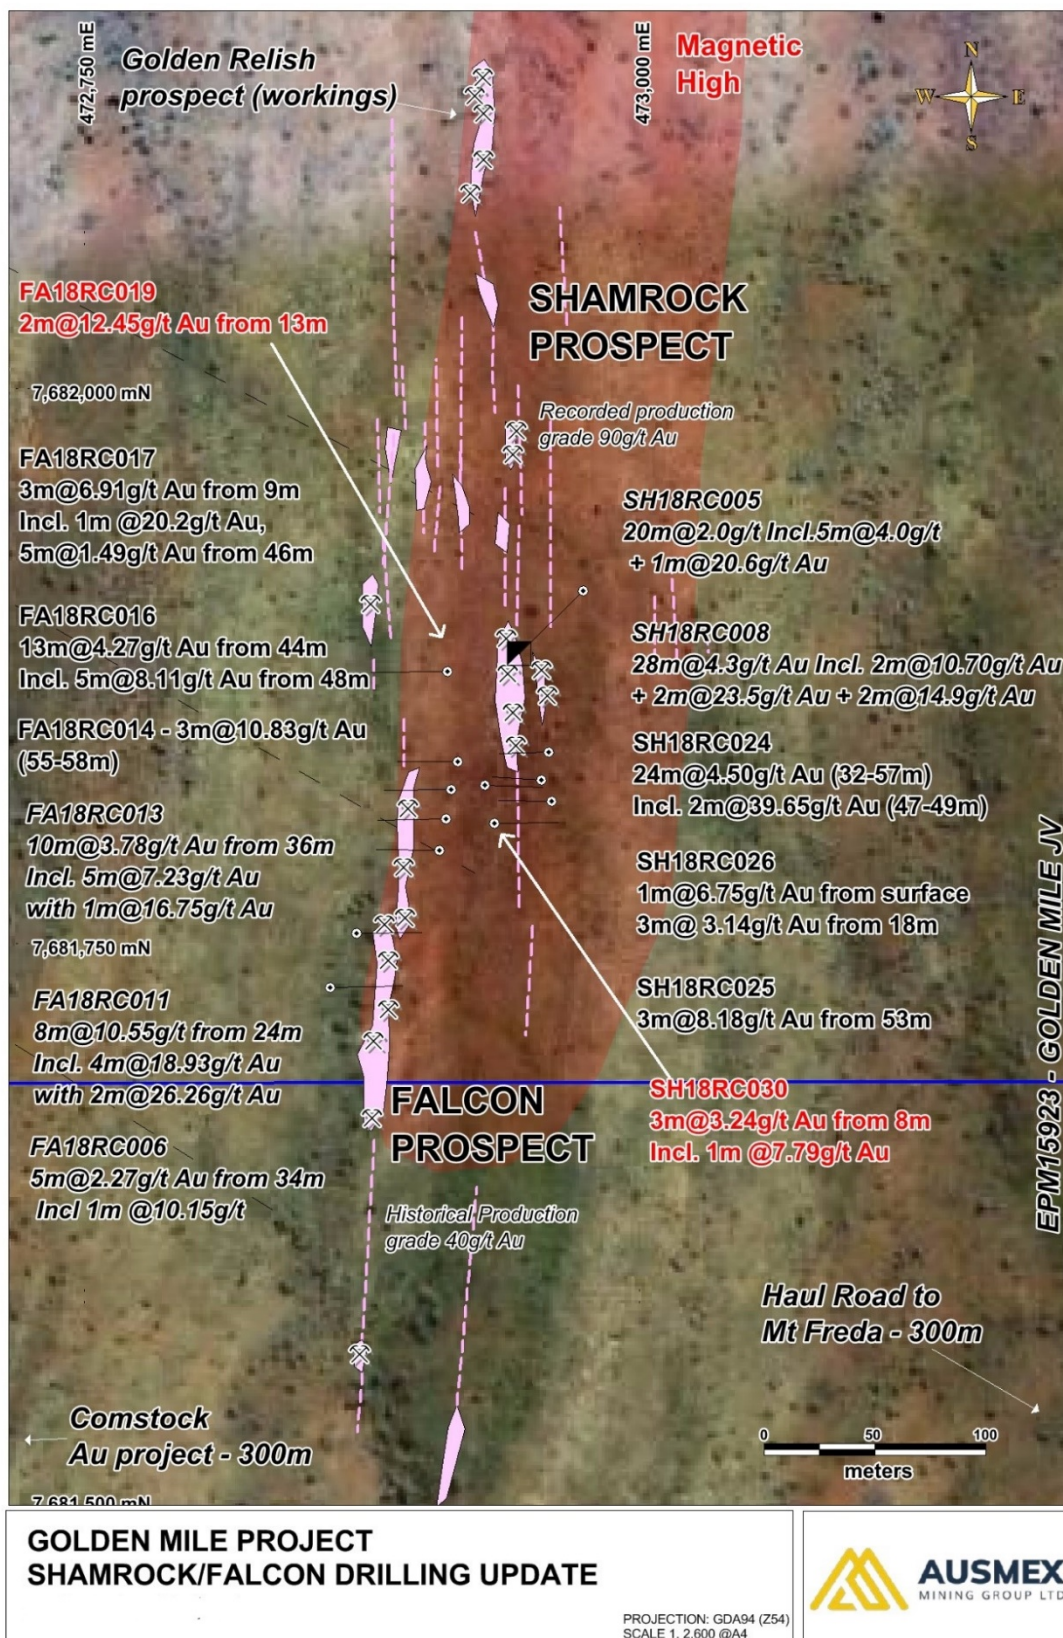 472,750 mE
Golden Relish
prospect (workings)
473,000 mE
Magnetic
High
N
W
E
S
FA18RC019
2m@12.45g/t Au from 13m
SHAMROCK
PROSPECT
7,682,000 mN
Recorded production
grade 90g/t Au
FA18RC017
3m@6.91g/t Au from 9m
Incl. 1m @20.2g/t Au,
5m@1.49g/t Au from 46m
SH18RC005
20m@2.0g/t Incl.5m@4.0g/t
+ 1m@20.6g/t Au
FA18RC016
13m@4.27g/t Au from 44m
Incl. 5m@8.11g/t Au from 48m
SH18RC008
28m@4.3g/t Au Incl. 2m@10.70g/t Au
+ 2m@23.5g/t Au + 2m@14.9g/t Au
FA18RC014 - 3m@10.83g/t Au
(55-58m)
SH18RC024
24m@4.50g/t Au (32-57m)
Incl. 2m@39.65g/t Au (47-49m)
FA18RC013
10m@3.78g/t Au from 36m
Incl. 5m@7.23g/t Au
with 1m@16.75g/t Au
SH18RC026
1m@6.75g/t Au from surface
3m@ 3.14g/t Au from 18m
7,681,750 mN
FA18RC011
8m@10.55g/t from 24m
Incl. 4m@18.93g/t Au
with 2m@26.26g/t Au
SH18RC025
3m@8.18g/t Au from 53m
SH18RC030
3m@3.24g/t Au from 8m
Incl. 1m @7.79g/t Au
FALCON
PROSPECT
FA18RC006
5m@2.27g/t Au from 34m
Incl 1m @10.15g/t
Historical Production
grade 40g/t Au
EPM15923 - GOLDEN MILE JV
Haul Road to
Mt Freda - 300m
Comstock
Au project - 300m
0 50 100
meters
7,681,500 mN
GOLDEN MILE PROJECT
SHAMROCK/FALCON DRILLING UPDATE
PROJECTION: GDA94 (Z54)
SCALE 1, 2,600 @A4
AUSMEX
MINING GROUP LTD